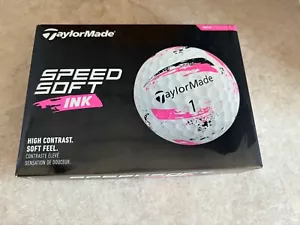 TaylorMade
SPEED
SOFT
INK
HIGH CONTRAST.
SOFT FEEL.
CONTRASTE ÉLEVÉ.
SENSATION DE DOUCEUR.
TaylorMade
1